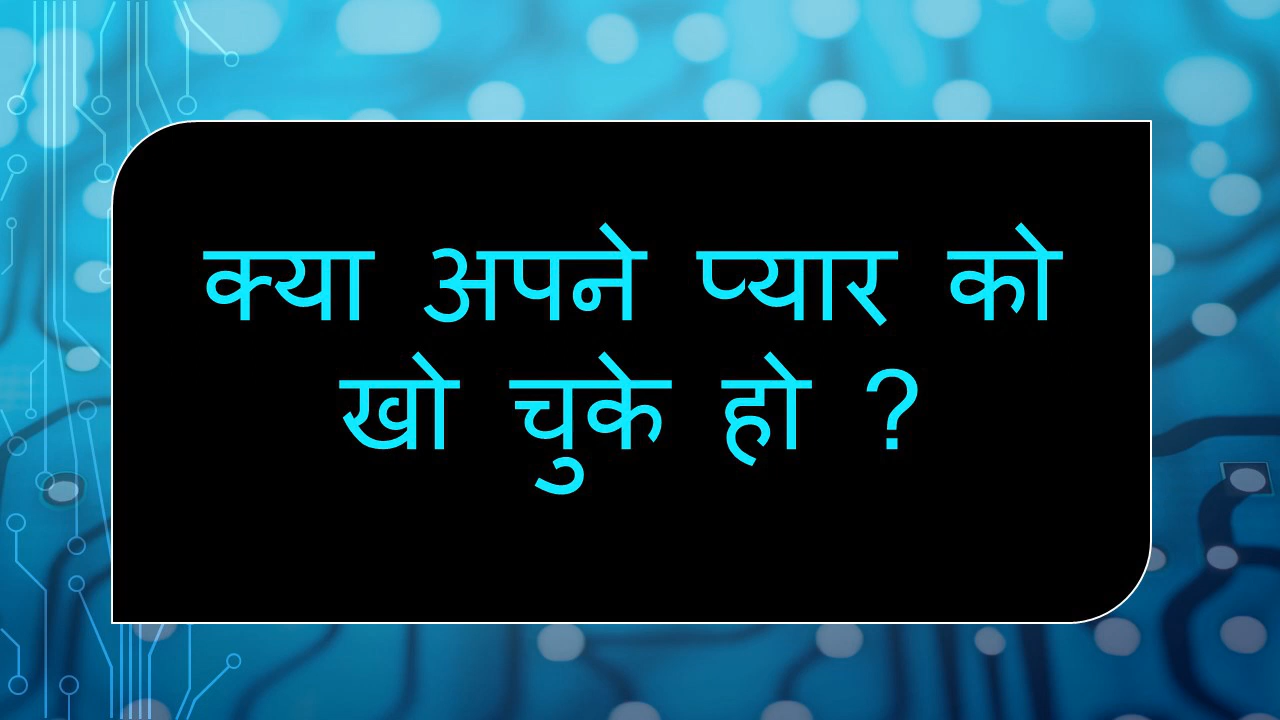 क्या अपने प्यार को
खो चुके हो ?